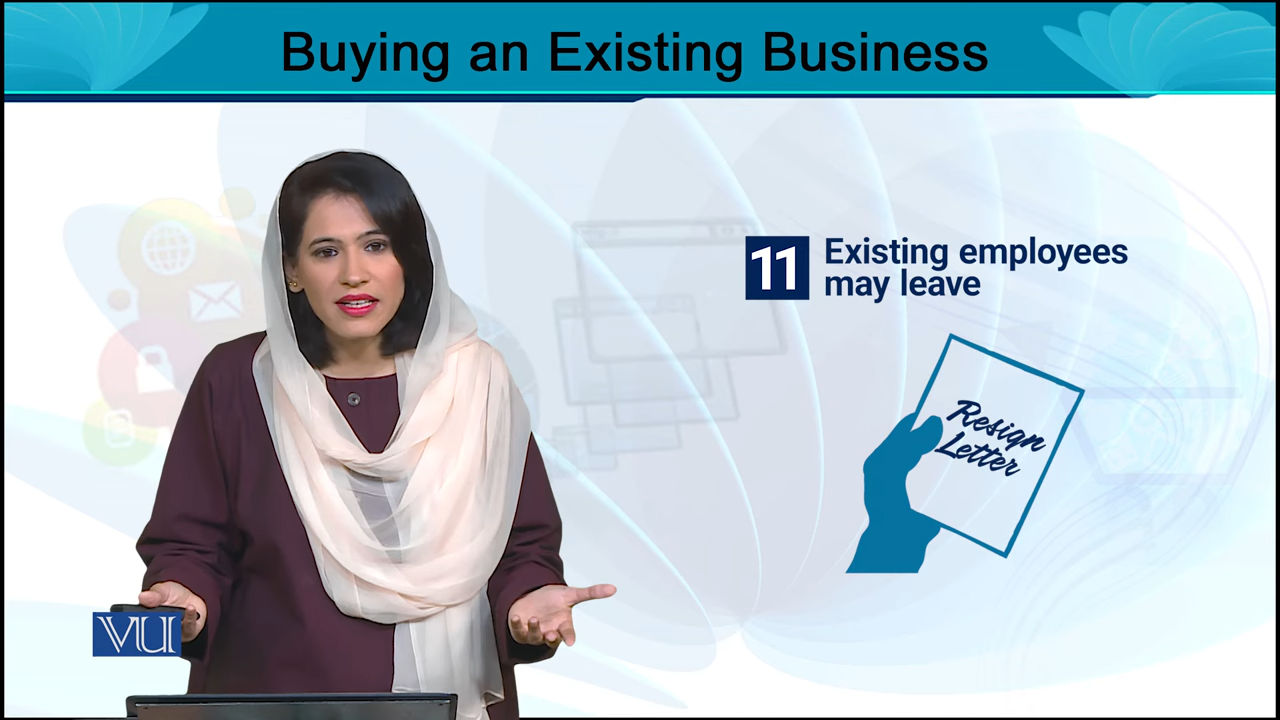 Buying an Existing Business
11 Existing employees
may leave
Resign
Letter
VU